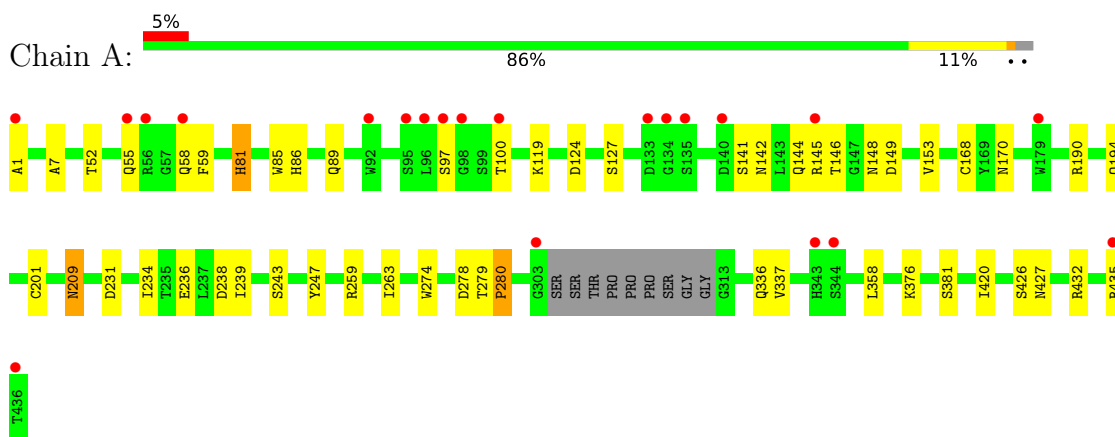 5%
Chain A:
86%
11%
A1 A7 T52 Q55 R56 G57 Q58 F59 H81 W85 H86 Q89 W92 S95 L96 S97 G98 S99 T100 K119 D124 S127 D133 G134 S135 D140 S141 N142 L143 Q144 R145 T146 G147 N148 D149 V153 C168 Y169 N170 W179 R190
C201 N209 D231 I234 T235 E236 L237 D238 I239 S243 Y247 R259 I263 W274 D278 T279 P280 G303 SER SER THR PRO PRO PRO SER GLY GLY G313 Q336 V337 H343 S344 L358 K376 S381 I420 S426 N427 R432
T436